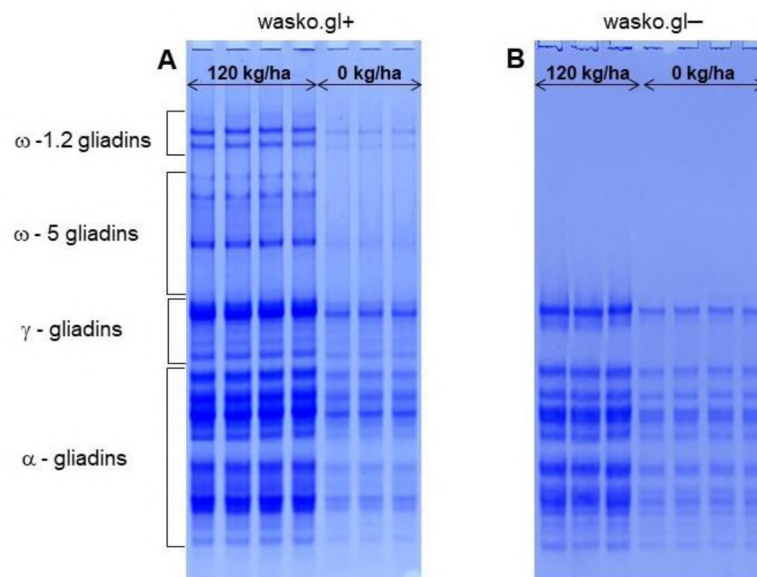 wasko.gl+
wasko.gl—
A
B
120 kg/ha
0 kg/ha
120 kg/ha
0 kg/ha
ω -1.2 gliadins
ω - 5 gliadins
γ - gliadins
α - gliadins